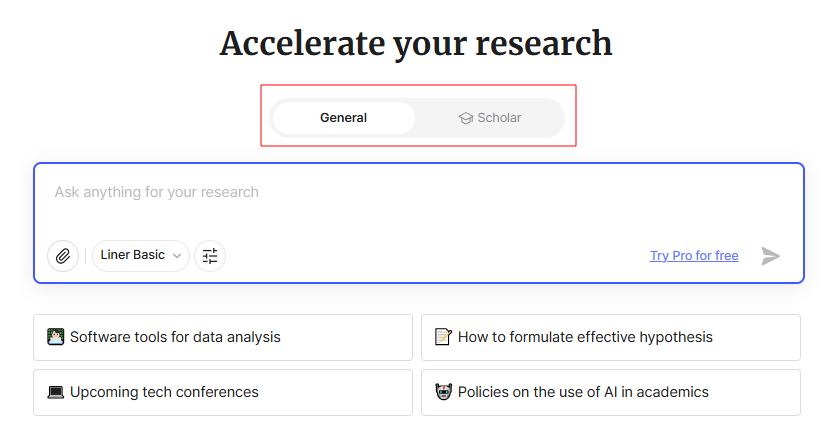 Accelerate your research
General
Scholar
Ask anything for your research
Liner Basic
Try Pro for free
Software tools for data analysis
How to formulate effective hypothesis
Upcoming tech conferences
Policies on the use of AI in academics